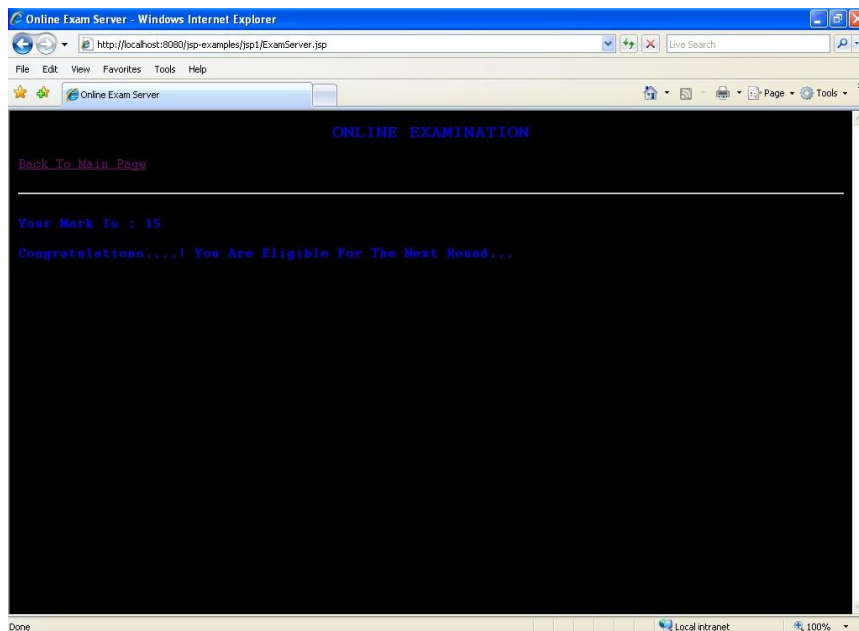 Online Exam Server - Windows Internet Explorer
http://localhost:8080/jsp-examples/jsp1/ExamServer.jsp
Live Search
File Edit View Favorites Tools Help
Online Exam Server
Page Tools
ONLINE EXAMINATION
Back To Main Page
Your Mark Is : 15
Congratulations....! You Are Eligible For The Next Round...
Done
Local intranet
100%